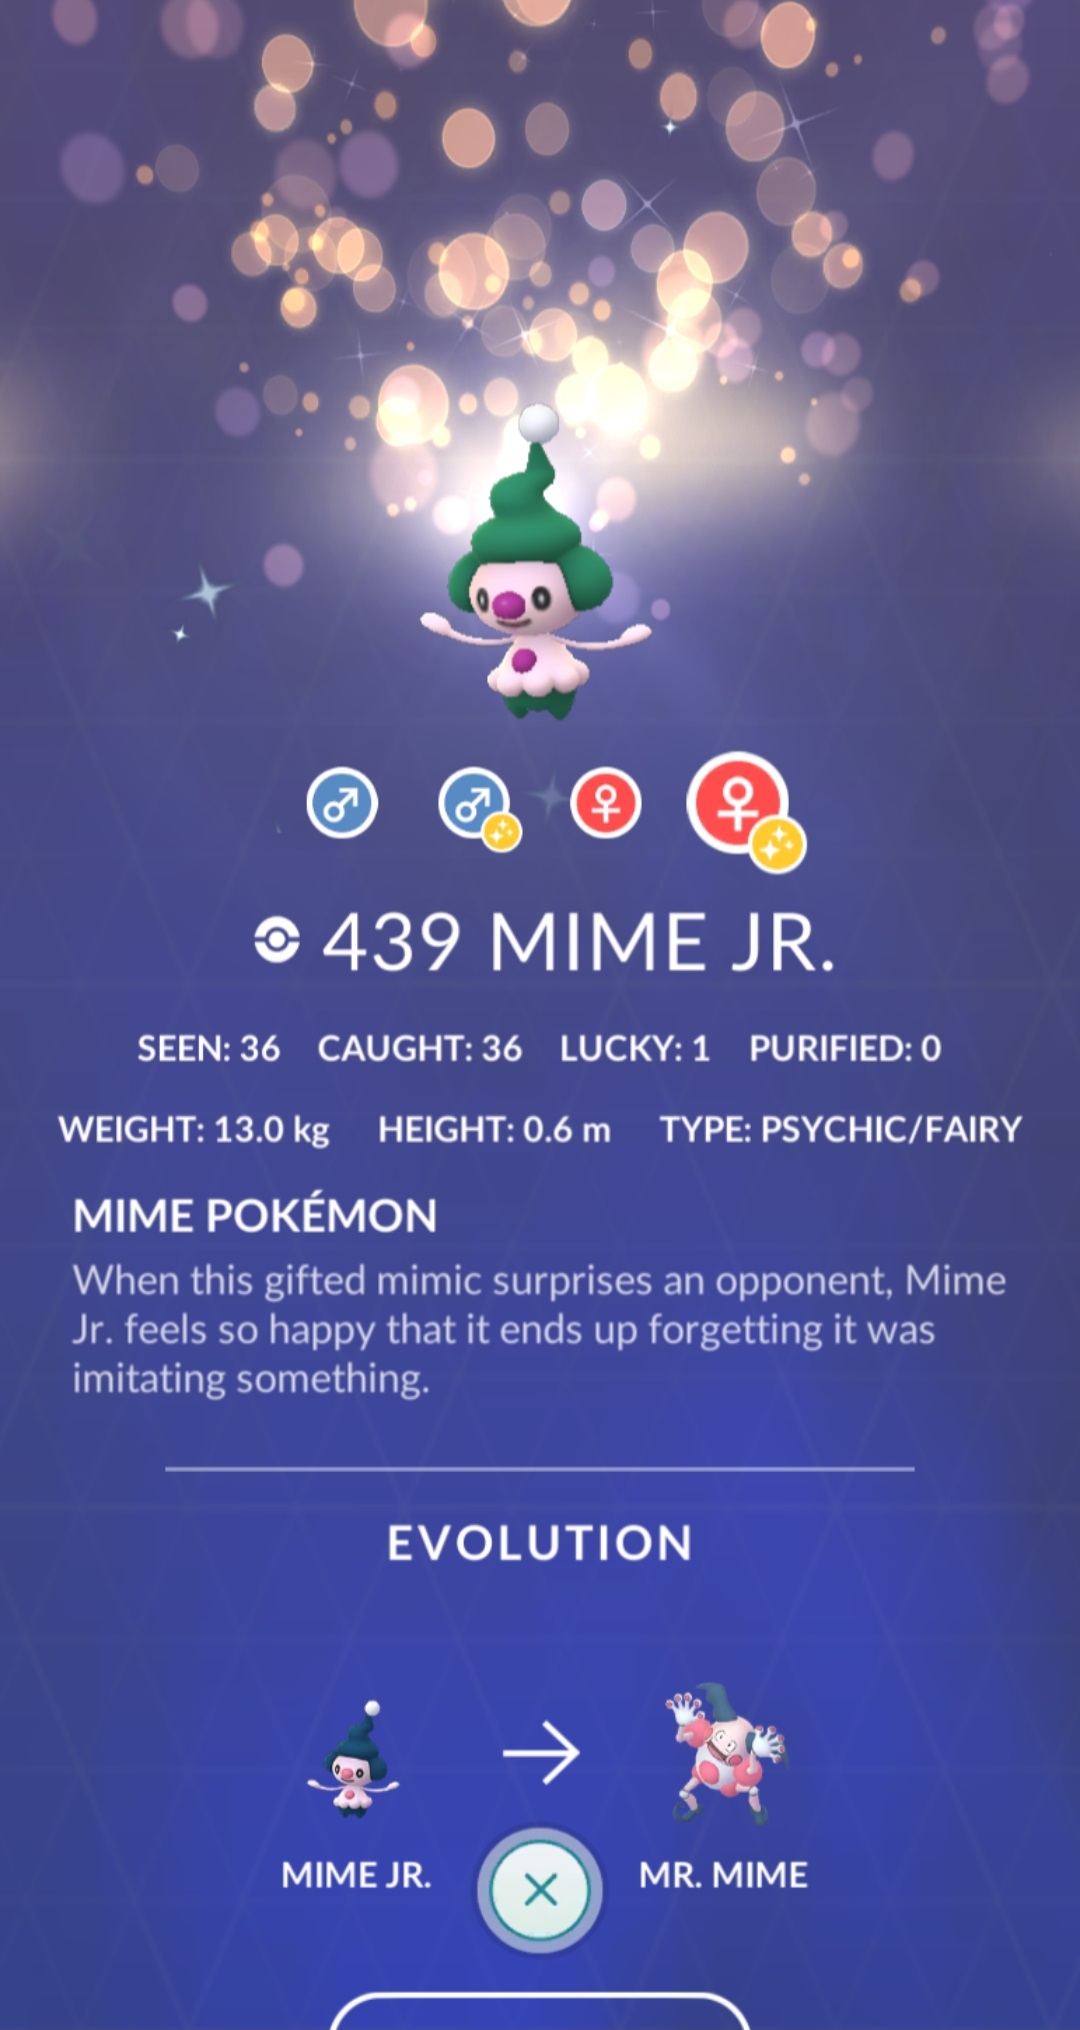 439 MIME JR.
SEEN: 36 CAUGHT: 36 LUCKY: 1 PURIFIED: 0
WEIGHT: 13.0 kg HEIGHT: 0.6 m TYPE: PSYCHIC/FAIRY
MIME POKÉMON
When this gifted mimic surprises an opponent, Mime
Jr. feels so happy that it ends up forgetting it was
imitating something.
EVOLUTION
MIME JR. MR. MIME